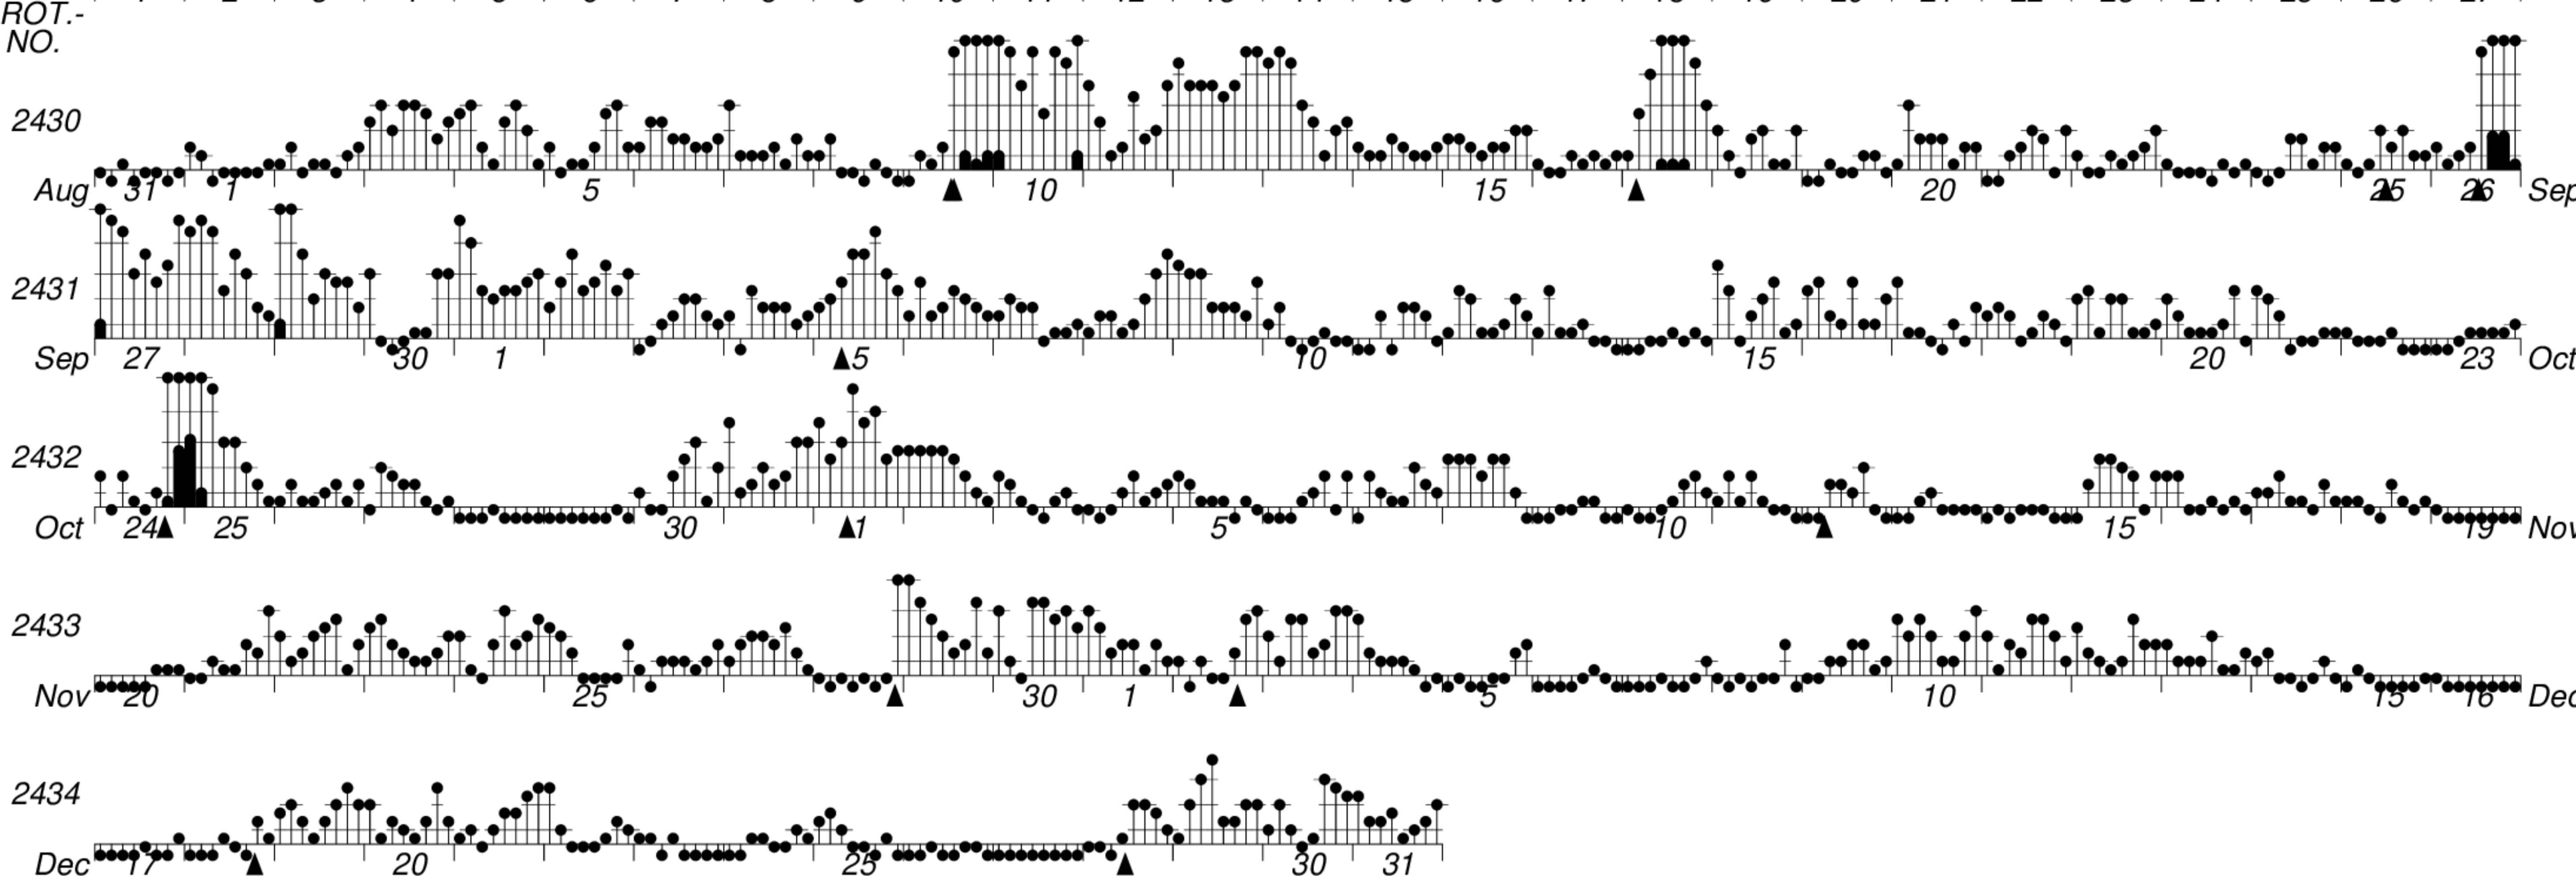 ROT.-
NO.
2430
Aug 31 1 5 10 15 20 25 26 Sep
2431
Sep 27 30 1 5 10 15 20 23 Oct
2432
Oct 24 25 30 1 5 10 15 19 Nov
2433
Nov 20 25 30 1 5 10 15 16 Dec
2434
Dec 17 20 25 30 31